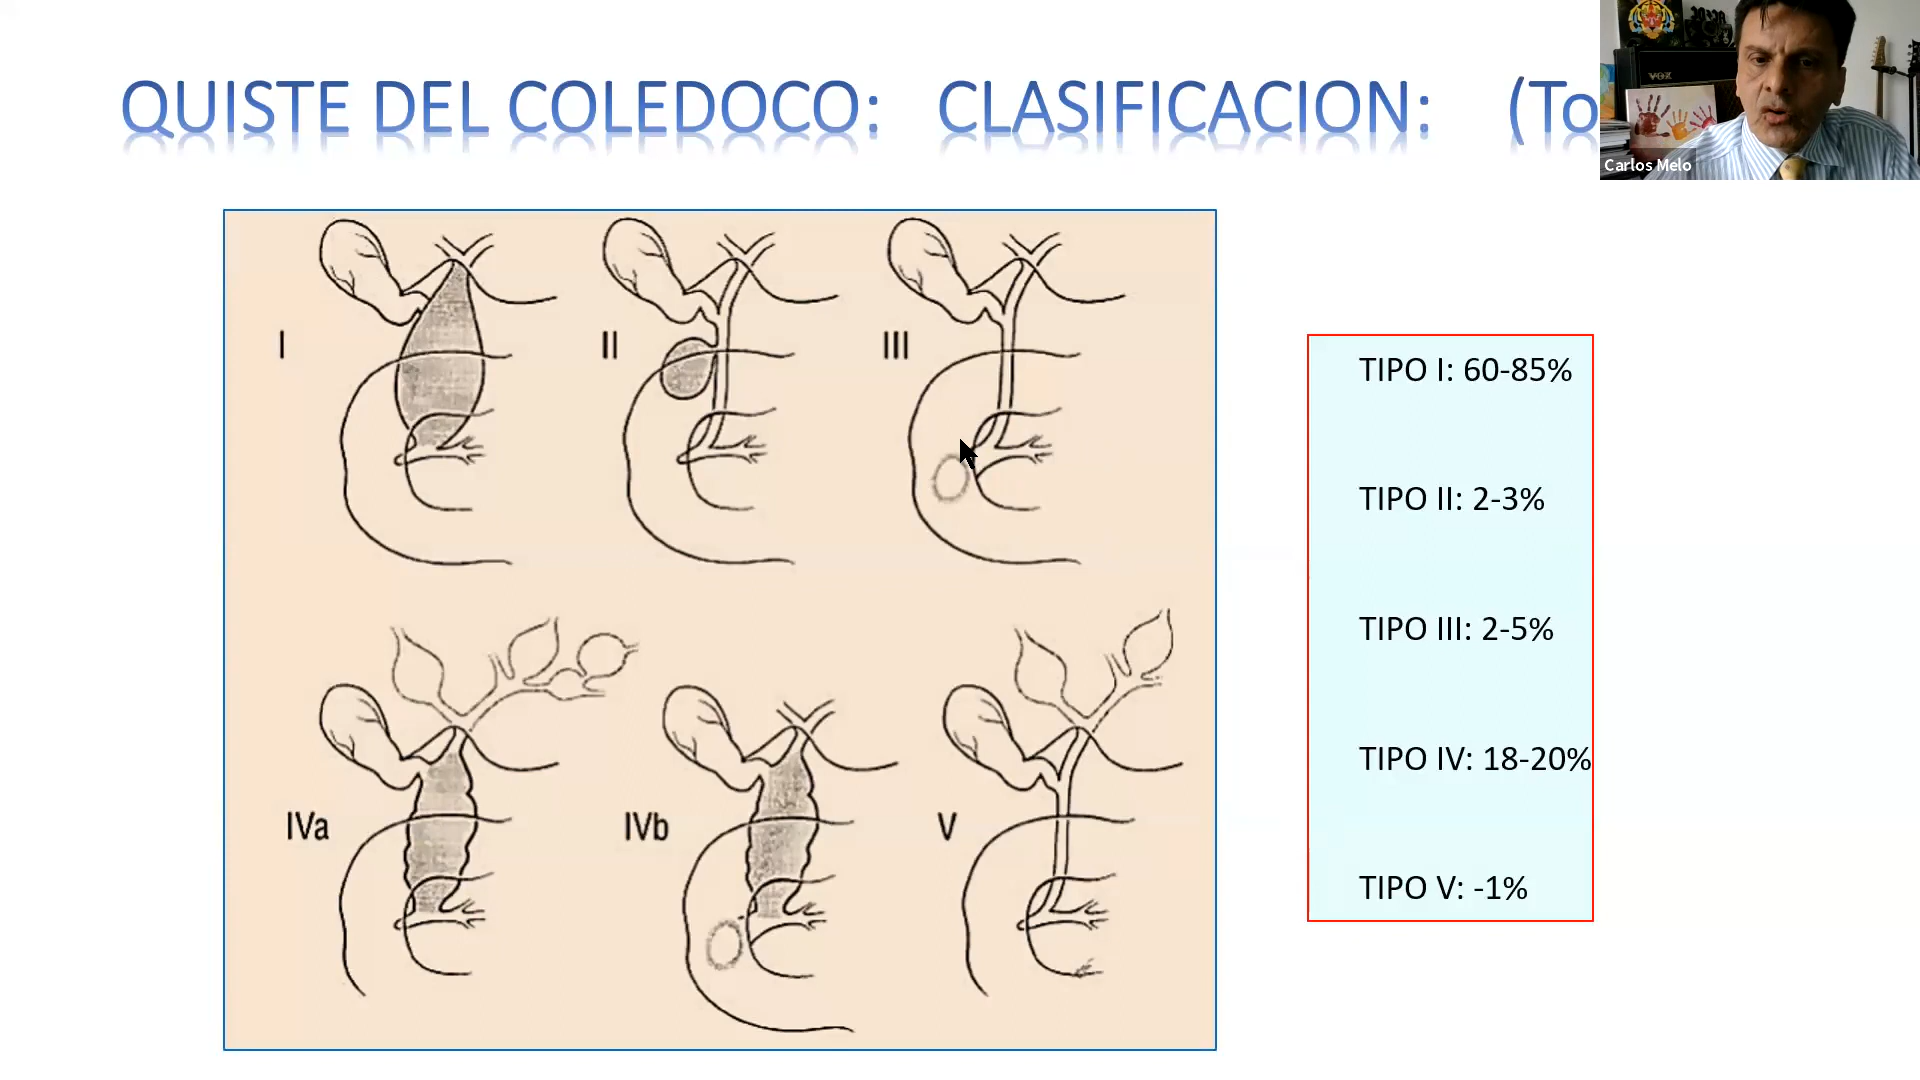 QUISTE DEL COLEDOCO: CLASIFICACION: (To
VOX
Carlos Melo
I
II
III
IVa
IVb
V
TIPO I: 60-85%
TIPO II: 2-3%
TIPO III: 2-5%
TIPO IV: 18-20%
TIPO V: -1%